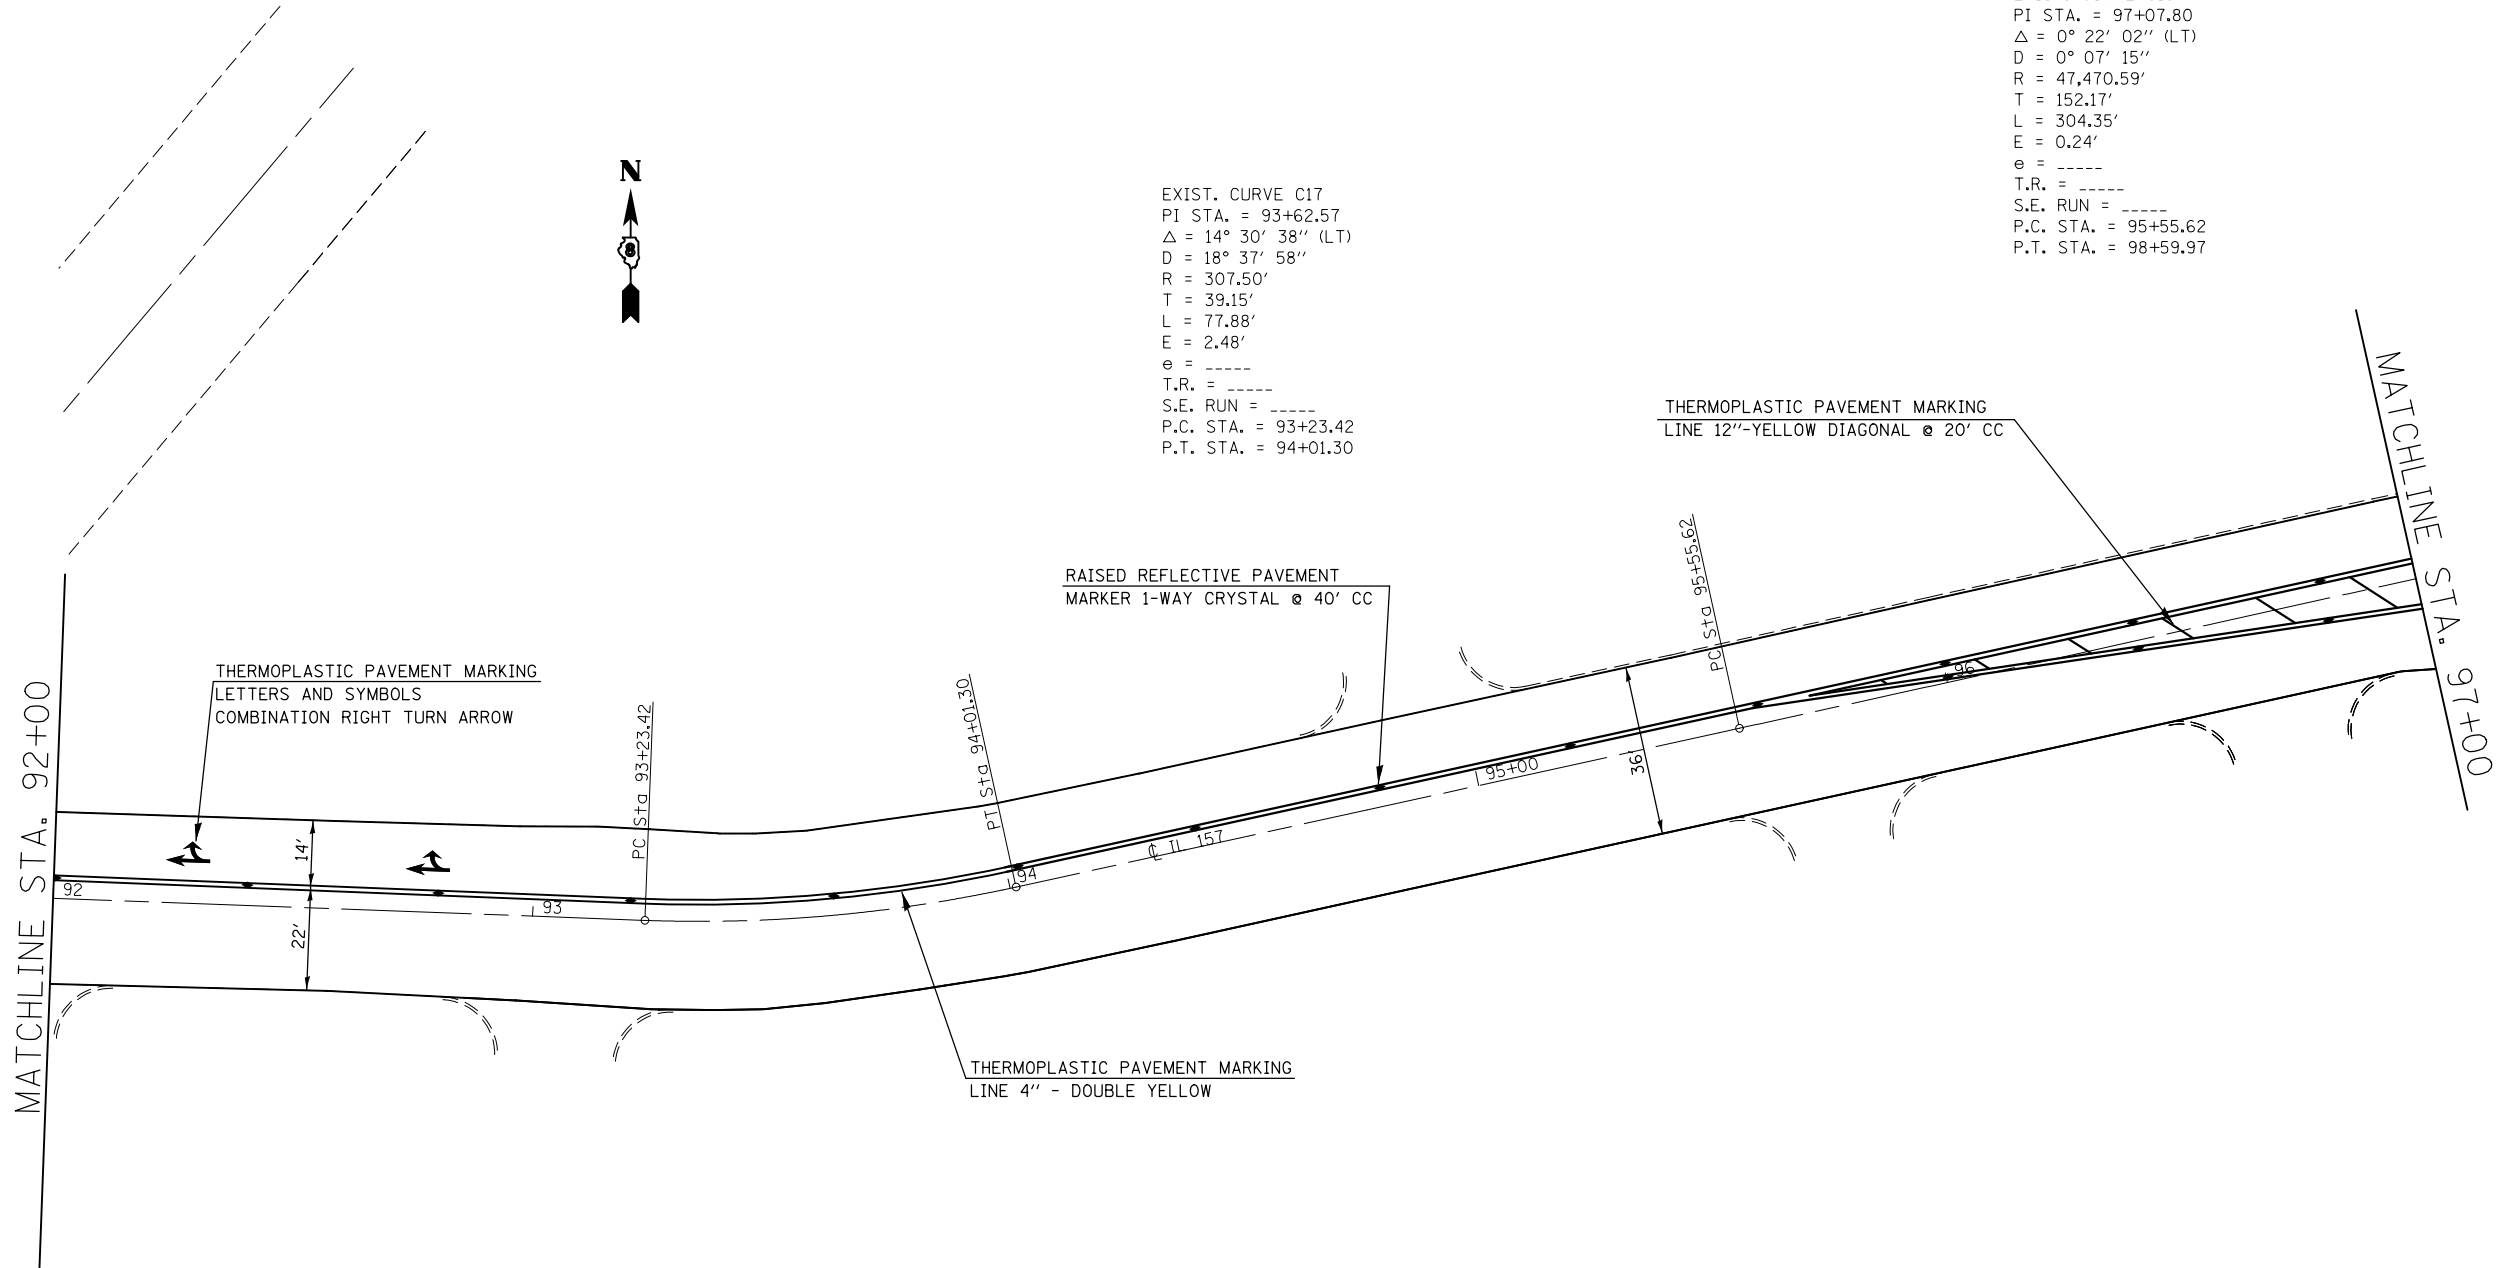 PI STA. = 97+07.80
△ = 0° 22' 02'' (LT)
D = 0° 07' 15''
R = 47,470.59'
T = 152.17'
L = 304.35'
E = 0.24'
e = _____
T.R. = _____
S.E. RUN = _____
P.C. STA. = 95+55.62
P.T. STA. = 98+59.97
N
8
EXIST. CURVE C17
PI STA. = 93+62.57
△ = 14° 30' 38'' (LT)
D = 18° 37' 58''
R = 307.50'
T = 39.15'
L = 77.88'
E = 2.48'
e = _____
T.R. = _____
S.E. RUN = _____
P.C. STA. = 93+23.42
P.T. STA. = 94+01.30
THERMOPLASTIC PAVEMENT MARKING
LINE 12''-YELLOW DIAGONAL @ 20' CC
MATCHLINE STA. 97+00
RAISED REFLECTIVE PAVEMENT
MARKER 1-WAY CRYSTAL @ 40' CC
PC Sta 95+55.62
THERMOPLASTIC PAVEMENT MARKING
LETTERS AND SYMBOLS
COMBINATION RIGHT TURN ARROW
PC Sta 93+23.42
PT Sta 94+01.30
MATCHLINE STA. 92+00
96
95+00
36'
℄ IL 157
14'
94
92
93
22'
THERMOPLASTIC PAVEMENT MARKING
LINE 4'' - DOUBLE YELLOW